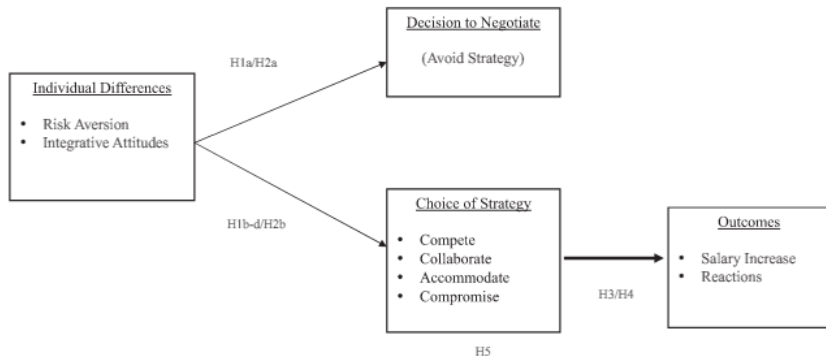 Decision to Negotiate
(Avoid Strategy)
H1a/H2a
Individual Differences
• Risk Aversion
• Integrative Attitudes
H1b-d/H2b
Choice of Strategy
• Compete
• Collaborate
• Accommodate
• Compromise
H3/H4
Outcomes
• Salary Increase
• Reactions
H5